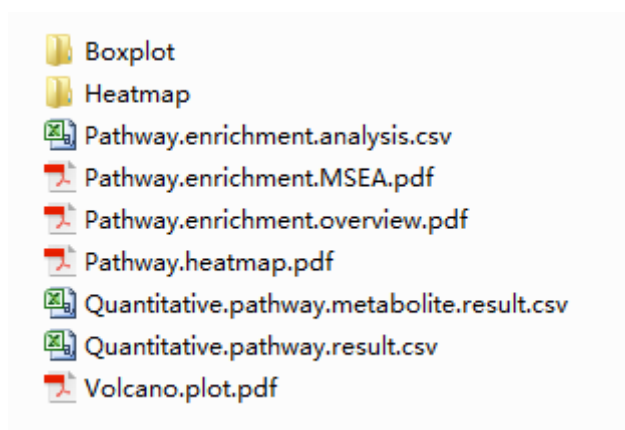 Boxplot
Heatmap
Pathway.enrichment.analysis.csv
Pathway.enrichment.MSEA.pdf
Pathway.enrichment.overview.pdf
Pathway.heatmap.pdf
Quantitative.pathway.metabolite.result.csv
Quantitative.pathway.result.csv
Volcano.plot.pdf